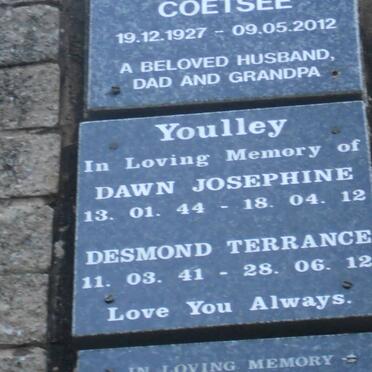 COETSEE
19.12.1927 - 09.05.2012
A BELOVED HUSBAND,
DAD AND GRANDPA
Youlley
In Loving Memory of
DAWN JOSEPHINE
13. 01. 44 - 18. 04. 12
DESMOND TERRANCE
11. 03. 41 - 28. 06. 12
Love You Always.
IN LOVING MEMORY